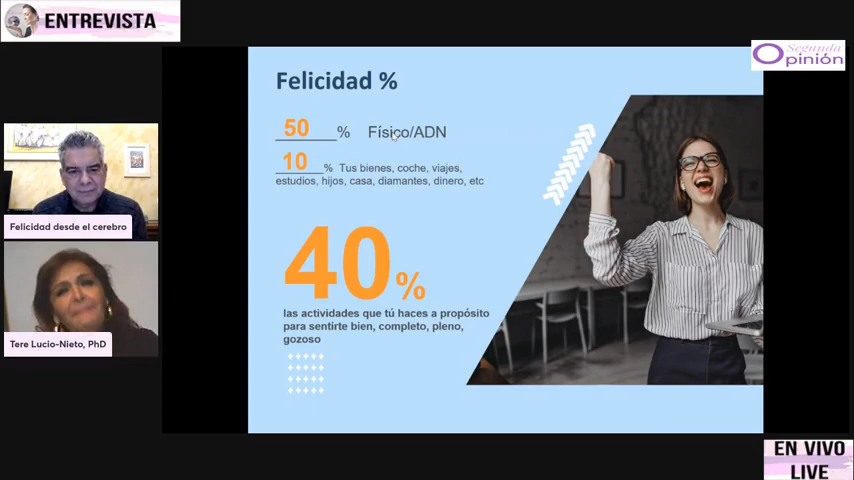 ENTREVISTA
Segunda
Opinión
Felicidad %
50 % Físico/ADN
10 % Tus bienes, coche, viajes,
estudios, hijos, casa, diamantes, dinero, etc
40%
las actividades que tú haces a propósito
para sentirte bien, completo, pleno,
gozoso
Felicidad desde el cerebro
Tere Lucio-Nieto, PhD
EN VIVO
LIVE